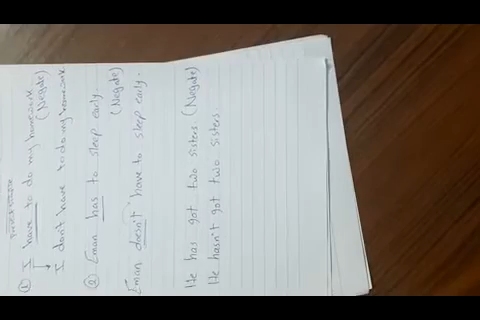 ① I have to do my homework.
(Negate)
I don't have to do my homework.
② Eman has to sleep early.
(Negate)
Eman doesn't have to sleep early.
He has got two sisters (Negate)
He hasn't got two sisters.